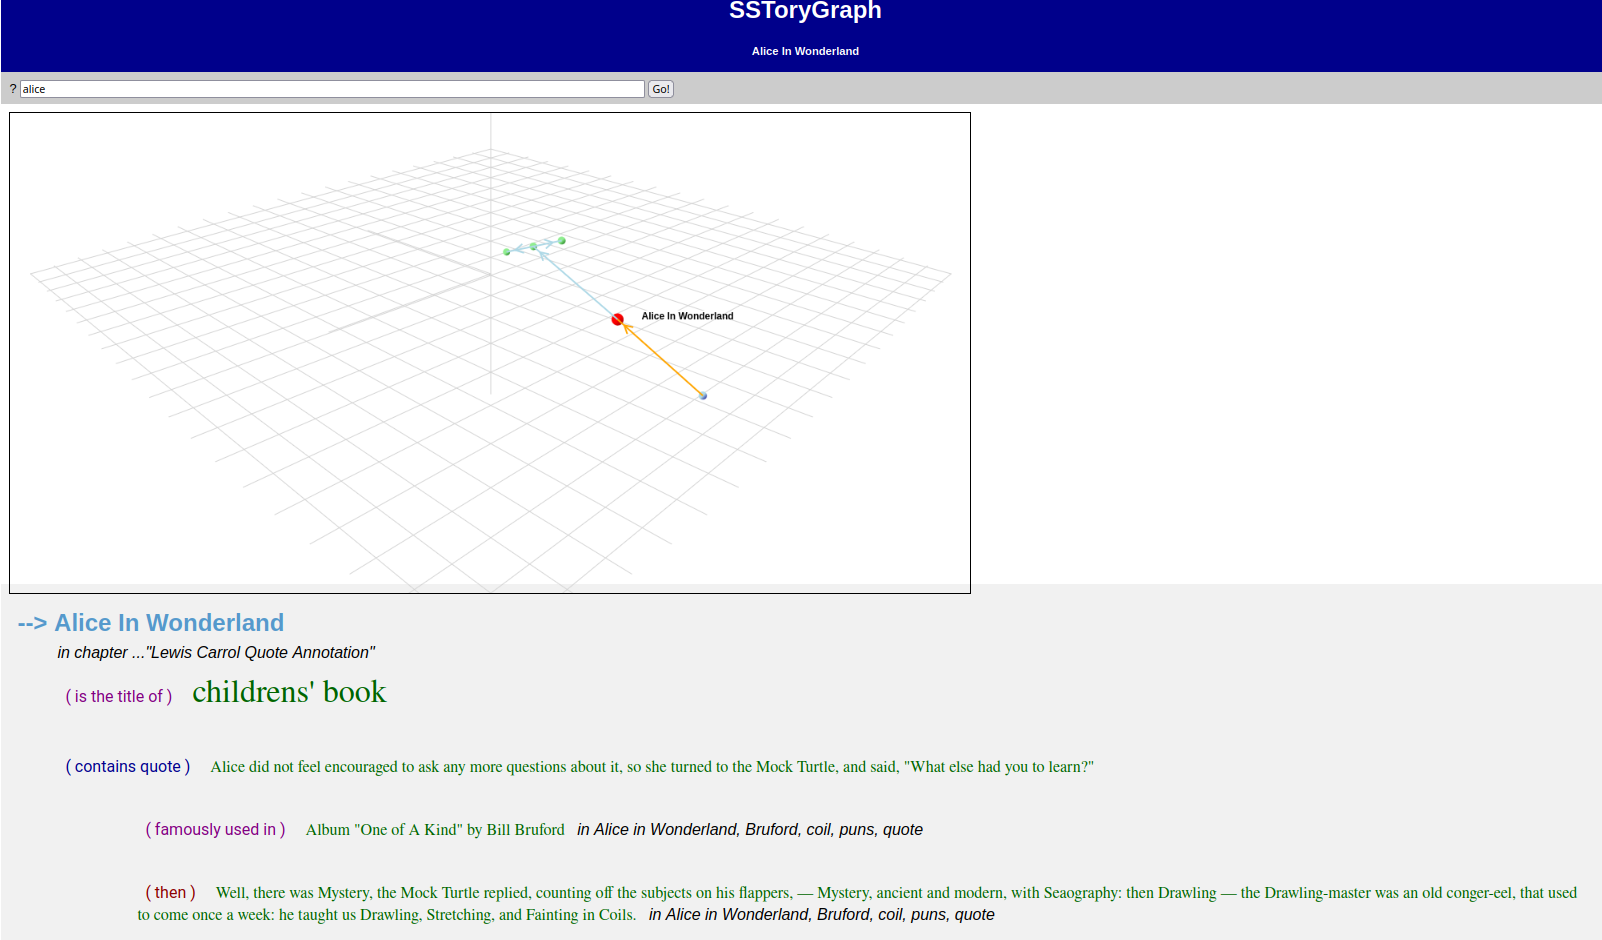 SSToryGraph
Alice In Wonderland
? alice Go!
Alice In Wonderland
--> Alice In Wonderland
in chapter ..."Lewis Carrol Quote Annotation"
( is the title of ) childrens' book
( contains quote ) Alice did not feel encouraged to ask any more questions about it, so she turned to the Mock Turtle, and said, "What else had you to learn?"
( famously used in ) Album "One of A Kind" by Bill Bruford in Alice in Wonderland, Bruford, coil, puns, quote
( then ) Well, there was Mystery, the Mock Turtle replied, counting off the subjects on his flappers, — Mystery, ancient and modern, with Seaography: then Drawling — the Drawling-master was an old conger-eel, that used
to come once a week: he taught us Drawling, Stretching, and Fainting in Coils. in Alice in Wonderland, Bruford, coil, puns, quote